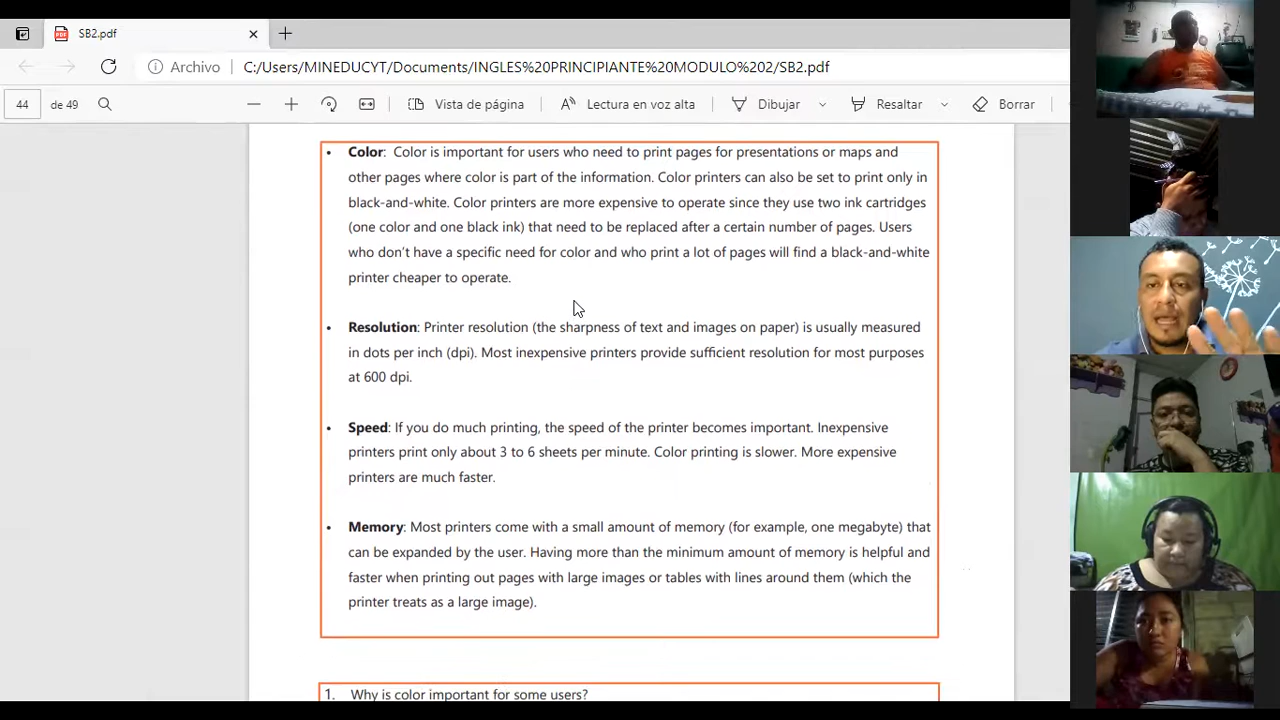 SB2.pdf
Archivo C:/Users/MINEDUCYT/Documents/INGLES%20PRINCIPIANTE%20MODULO%202/SB2.pdf
44 de 49 Vista de página Lectura en voz alta Dibujar Resaltar Borrar
• Color: Color is important for users who need to print pages for presentations or maps and
other pages where color is part of the information. Color printers can also be set to print only in
black-and-white. Color printers are more expensive to operate since they use two ink cartridges
(one color and one black ink) that need to be replaced after a certain number of pages. Users
who don't have a specific need for color and who print a lot of pages will find a black-and-white
printer cheaper to operate.
• Resolution: Printer resolution (the sharpness of text and images on paper) is usually measured
in dots per inch (dpi). Most inexpensive printers provide sufficient resolution for most purposes
at 600 dpi.
• Speed: If you do much printing, the speed of the printer becomes important. Inexpensive
printers print only about 3 to 6 sheets per minute. Color printing is slower. More expensive
printers are much faster.
• Memory: Most printers come with a small amount of memory (for example, one megabyte) that
can be expanded by the user. Having more than the minimum amount of memory is helpful and
faster when printing out pages with large images or tables with lines around them (which the
printer treats as a large image).
1. Why is color important for some users?